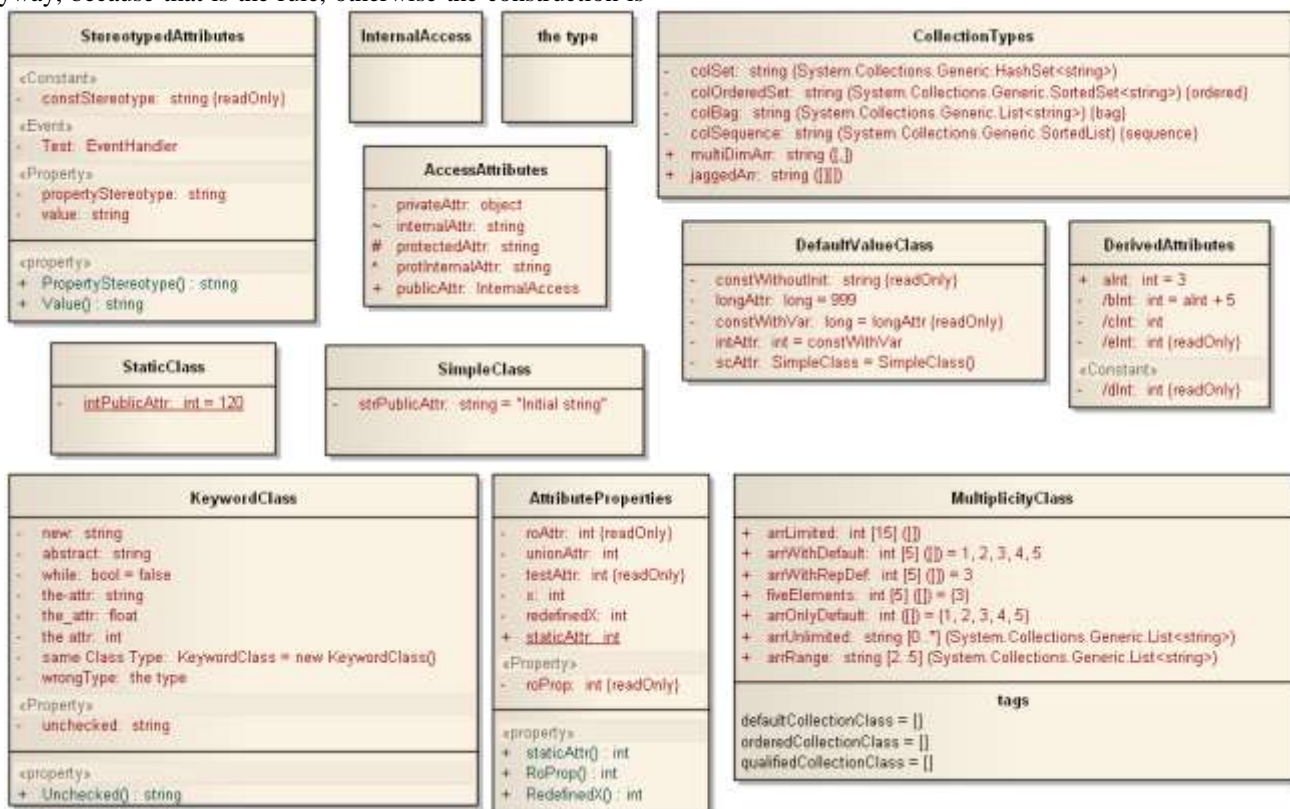 yway, because that is the rule, otherwise the construction is
StereotypedAttributes
«Constant»
- constStereotype: string {readOnly}
«Event»
- Test: EventHandler
«Property»
- propertyStereotype: string
- value: string
«property»
+ PropertyStereotype() : string
+ Value() : string
InternalAccess
the type
CollectionTypes
- colSet: string (System.Collections.Generic.HashSet<string>)
- colOrderedSet: string (System.Collections.Generic.SortedSet<string>) {ordered}
- colBag: string (System.Collections.Generic.List<string>) {bag}
- colSequence: string (System.Collections.Generic.SortedList) {sequence}
+ multiDimArr: string ([,])
+ jaggedArr: string ([][])
AccessAttributes
- privateAttr: object
~ internalAttr: string
# protectedAttr: string
^ protInternalAttr: string
+ publicAttr: InternalAccess
DefaultValueClass
- constWithoutInit: string {readOnly}
- longAttr: long = 999
- constWithVar: long = longAttr {readOnly}
- intAttr: int = constWithVar
- scAttr: SimpleClass = SimpleClass()
DerivedAttributes
+ aInt: int = 3
- /bInt: int = aInt + 5
- /cInt: int
- /eInt: int {readOnly}
«Constant»
- /dInt: int {readOnly}
StaticClass
- intPublicAttr: int = 120
SimpleClass
- strPublicAttr: string = "Initial string"
KeywordClass
- new: string
- abstract: string
- while: bool = false
- the-attr: string
- the_attr: float
- the attr: int
- same Class Type: KeywordClass = new KeywordClass()
- wrongType: the type
«Property»
- unchecked: string
«property»
+ Unchecked() : string
AttributeProperties
- roAttr: int {readOnly}
- unionAttr: int
- testAttr: int {readOnly}
- x: int
- redefinedX: int
+ staticAttr: int
«Property»
- roProp: int {readOnly}
«property»
+ staticAttr() : int
+ RoProp() : int
+ RedefinedX() : int
MultiplicityClass
+ arrLimited: int [15] ([])
+ arrWithDefault: int [5] ([]) = 1, 2, 3, 4, 5
+ arrWithRepDef: int [5] ([]) = 3
+ fiveElements: int [5] ([]) = {3}
+ arrOnlyDefault: int ([]) = {1, 2, 3, 4, 5}
+ arrUnlimited: string [0..*] (System.Collections.Generic.List<string>)
+ arrRange: string [2..5] (System.Collections.Generic.List<string>)
tags
defaultCollectionClass = []
orderedCollectionClass = []
qualifiedCollectionClass = []